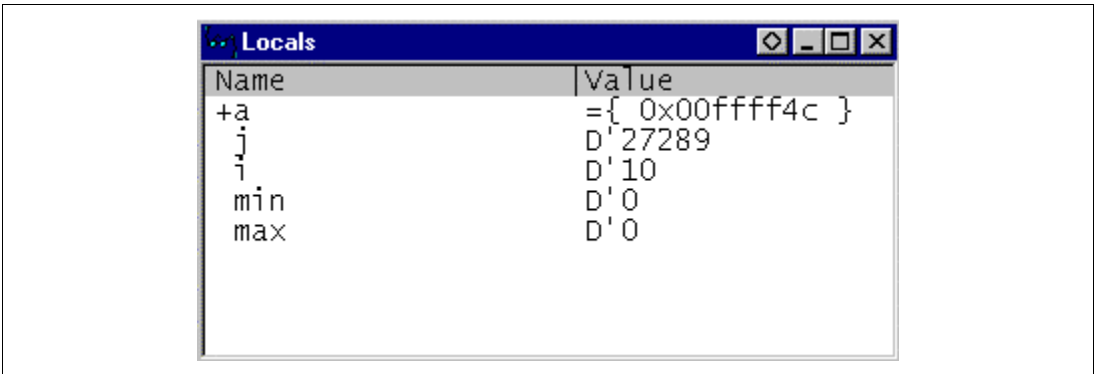 Locals
Name Value
+a ={ 0x00ffff4c }
j D'27289
i D'10
min D'0
max D'0